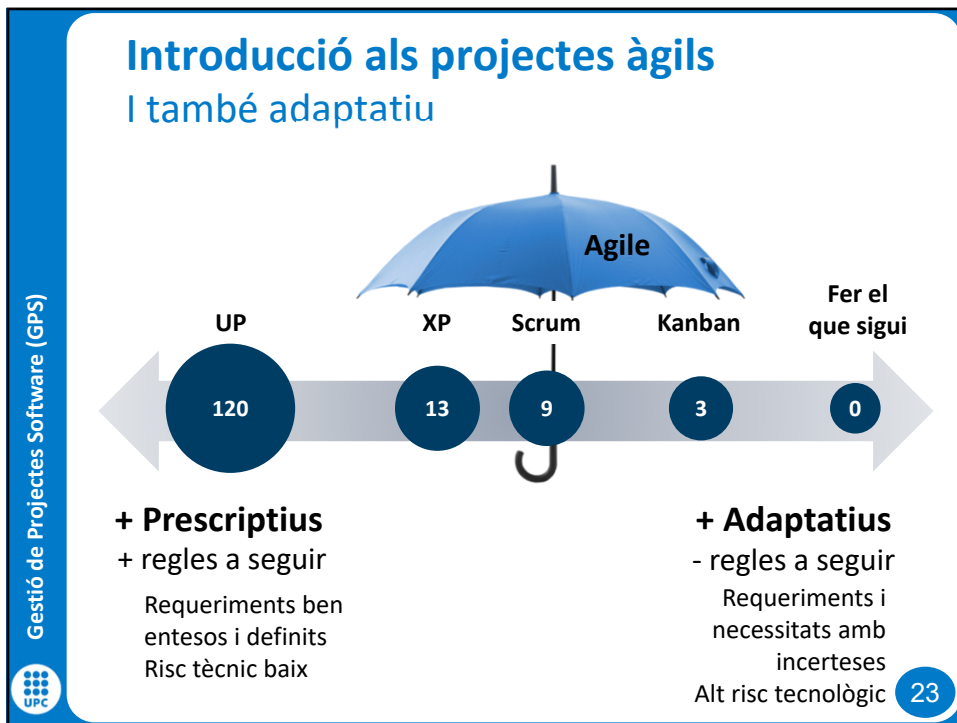 Introducció als projectes àgils
I també adaptatiu
Agile
UP
XP
Scrum
Kanban
Fer el
que sigui
120
13
9
3
0
+ Prescriptius
+ regles a seguir
Requeriments ben
entesos i definits
Risc tècnic baix
+ Adaptatius
- regles a seguir
Requeriments i
necessitats amb
incerteses
Alt risc tecnològic
Gestió de Projectes Software (GPS)
UPC
23